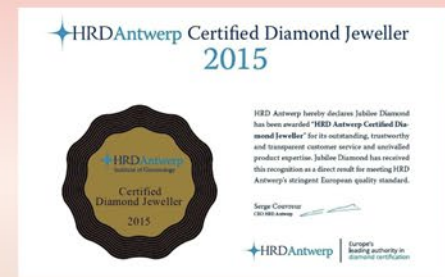 HRDAntwerp Certified Diamond Jeweller
2015
HRD Antwerp hereby declares Jubilee Diamond
has been awarded "HRD Antwerp Certified Dia-
mond Jeweller" for its outstanding, trustworthy
and transparent customer service and unrivalled
product expertise. Jubilee Diamond has received
this recognition as a direct result for meeting HRD
Antwerp's stringent European quality standard.
HRDAntwerp
Institute of Gemmology
Certified
Diamond Jeweller
2015
Serge Couvreur
CEO HRD Antwerp
HRDAntwerp
Europe's
leading authority in
diamond certification